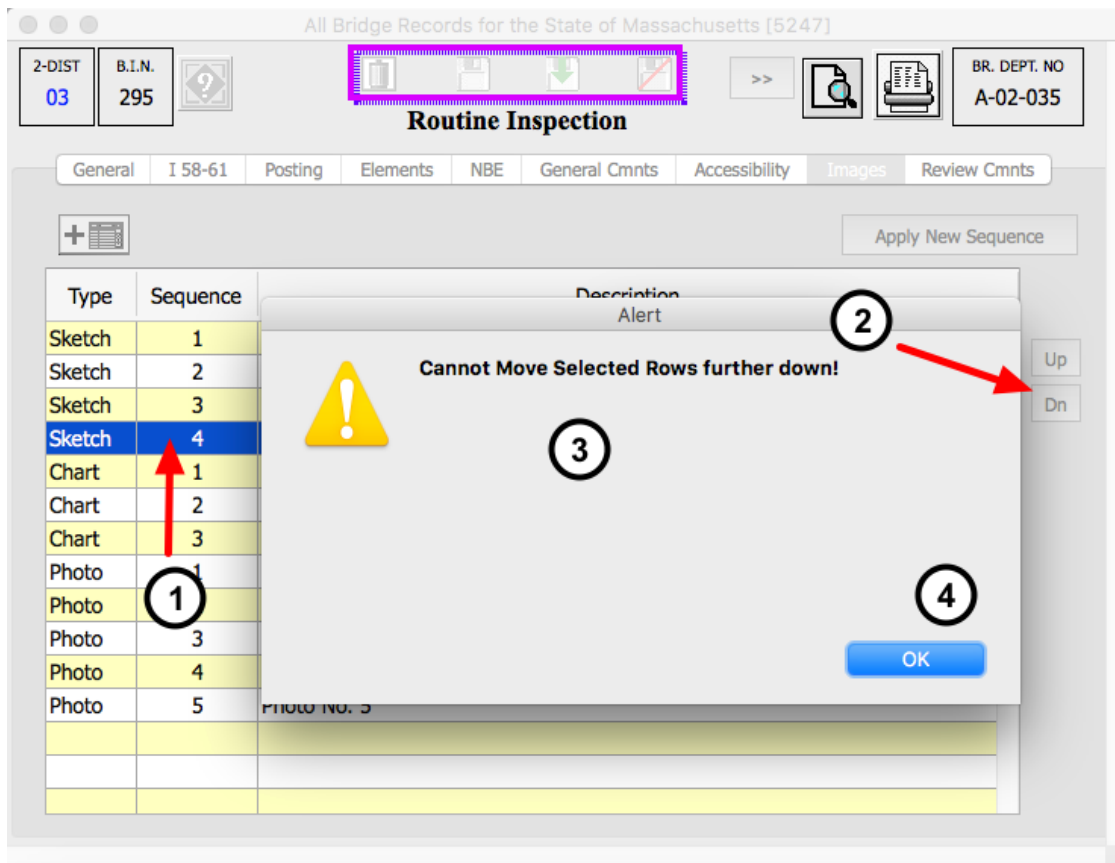 All Bridge Records for the State of Massachusetts [5247]
2-DIST B.I.N. BR. DEPT. NO
03 295 ? >> A-02-035
Routine Inspection
General I 58-61 Posting Elements NBE General Cmnts Accessibility Images Review Cmnts
+ Apply New Sequence
Type Sequence Description
Alert
2
Sketch 1
Cannot Move Selected Rows further down!
Up
Sketch 2
Sketch 3
Dn
Sketch 4
3
Chart 1
Chart 2
Chart 3
Photo 1
1
4
Photo
Photo 3
OK
Photo 4
Photo 5 Photo No. 5